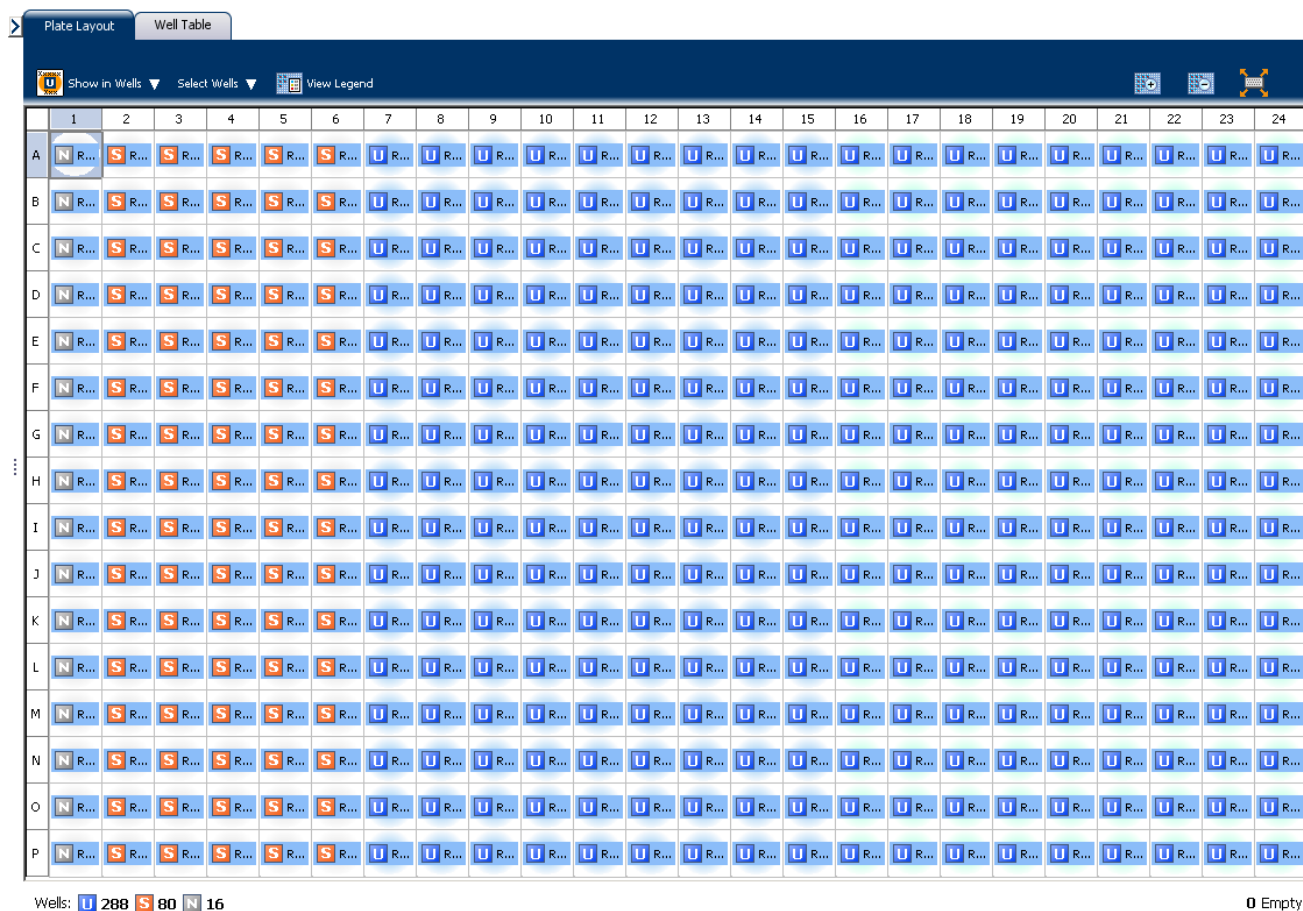 Plate Layout Well Table
U Show in Wells Select Wells View Legend
1 2 3 4 5 6 7 8 9 10 11 12 13 14 15 16 17 18 19 20 21 22 23 24
A N R... S R... S R... S R... S R... S R... U R... U R... U R... U R... U R... U R... U R... U R... U R... U R... U R... U R... U R... U R... U R... U R... U R... U R...
B N R... S R... S R... S R... S R... S R... U R... U R... U R... U R... U R... U R... U R... U R... U R... U R... U R... U R... U R... U R... U R... U R... U R... U R...
C N R... S R... S R... S R... S R... S R... U R... U R... U R... U R... U R... U R... U R... U R... U R... U R... U R... U R... U R... U R... U R... U R... U R... U R...
D N R... S R... S R... S R... S R... S R... U R... U R... U R... U R... U R... U R... U R... U R... U R... U R... U R... U R... U R... U R... U R... U R... U R... U R...
E N R... S R... S R... S R... S R... S R... U R... U R... U R... U R... U R... U R... U R... U R... U R... U R... U R... U R... U R... U R... U R... U R... U R... U R...
F N R... S R... S R... S R... S R... S R... U R... U R... U R... U R... U R... U R... U R... U R... U R... U R... U R... U R... U R... U R... U R... U R... U R... U R...
G N R... S R... S R... S R... S R... S R... U R... U R... U R... U R... U R... U R... U R... U R... U R... U R... U R... U R... U R... U R... U R... U R... U R... U R...
H N R... S R... S R... S R... S R... S R... U R... U R... U R... U R... U R... U R... U R... U R... U R... U R... U R... U R... U R... U R... U R... U R... U R... U R...
I N R... S R... S R... S R... S R... S R... U R... U R... U R... U R... U R... U R... U R... U R... U R... U R... U R... U R... U R... U R... U R... U R... U R... U R...
J N R... S R... S R... S R... S R... S R... U R... U R... U R... U R... U R... U R... U R... U R... U R... U R... U R... U R... U R... U R... U R... U R... U R... U R...
K N R... S R... S R... S R... S R... S R... U R... U R... U R... U R... U R... U R... U R... U R... U R... U R... U R... U R... U R... U R... U R... U R... U R... U R...
L N R... S R... S R... S R... S R... S R... U R... U R... U R... U R... U R... U R... U R... U R... U R... U R... U R... U R... U R... U R... U R... U R... U R... U R...
M N R... S R... S R... S R... S R... S R... U R... U R... U R... U R... U R... U R... U R... U R... U R... U R... U R... U R... U R... U R... U R... U R... U R... U R...
N N R... S R... S R... S R... S R... S R... U R... U R... U R... U R... U R... U R... U R... U R... U R... U R... U R... U R... U R... U R... U R... U R... U R... U R...
O N R... S R... S R... S R... S R... S R... U R... U R... U R... U R... U R... U R... U R... U R... U R... U R... U R... U R... U R... U R... U R... U R... U R... U R...
P N R... S R... S R... S R... S R... S R... U R... U R... U R... U R... U R... U R... U R... U R... U R... U R... U R... U R... U R... U R... U R... U R... U R... U R...
Wells: U 288 S 80 N 16 0 Empty